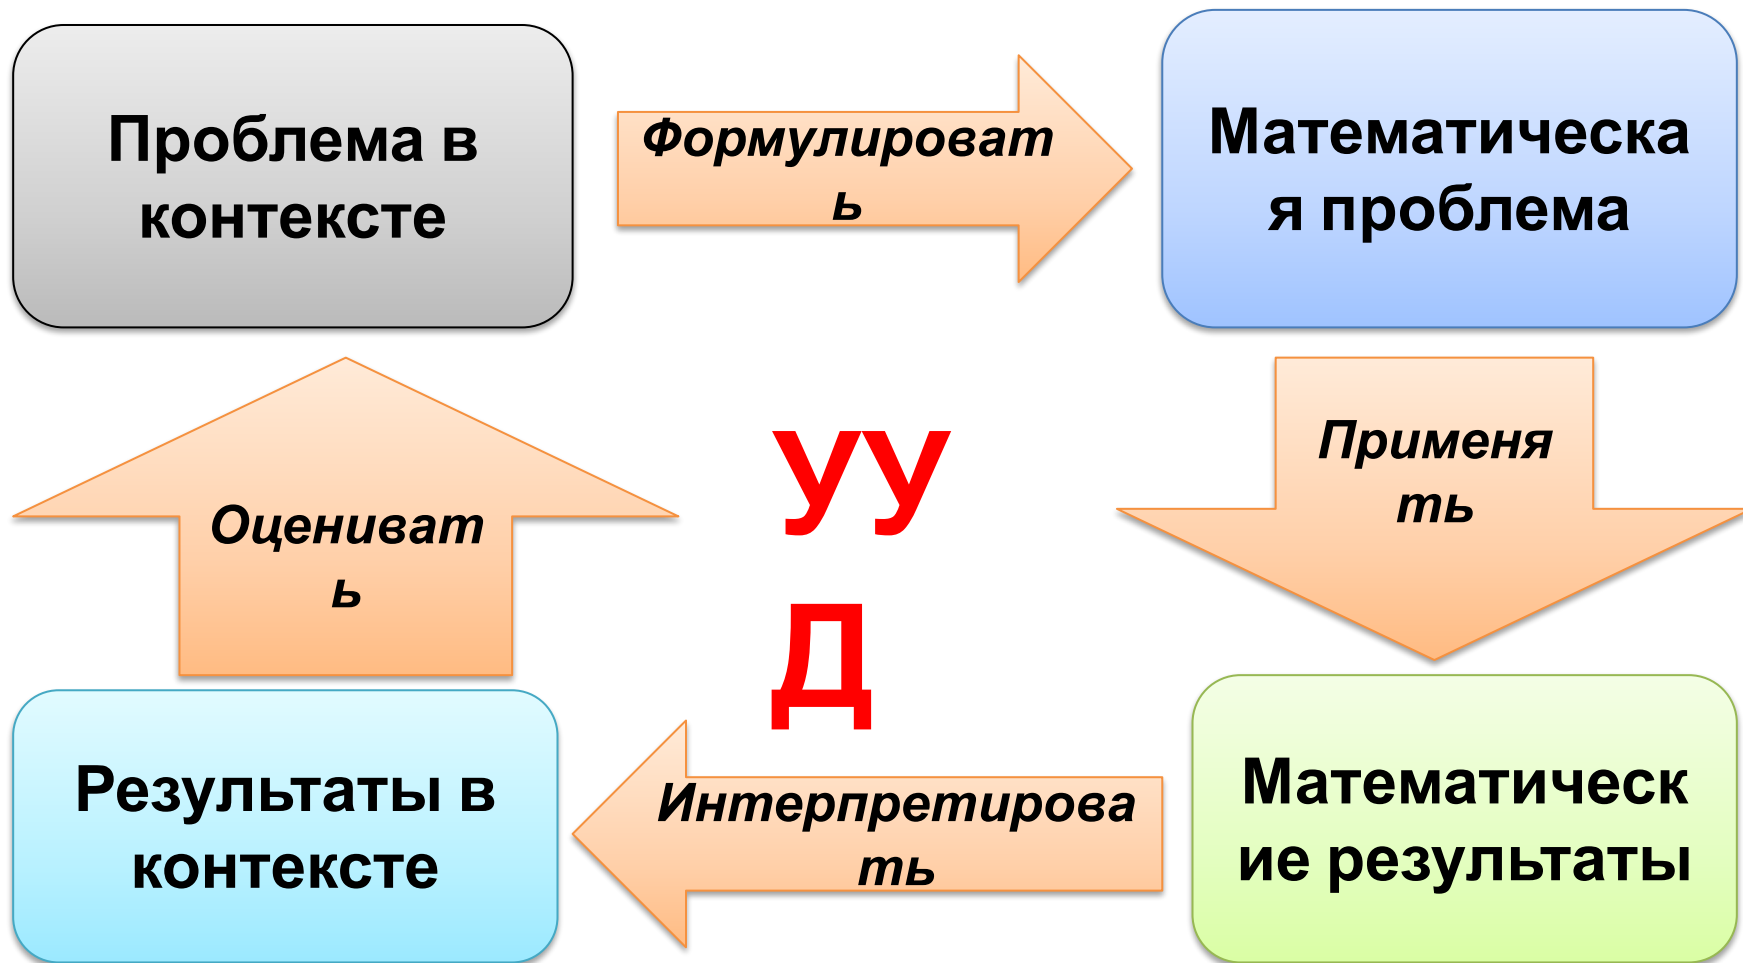 Проблема в
контексте
Формулироват
ь
Математическа
я проблема
Применя
ть
Математическ
ие результаты
Интерпретирова
ть
Результаты в
контексте
Оцениват
ь
УУ
Д